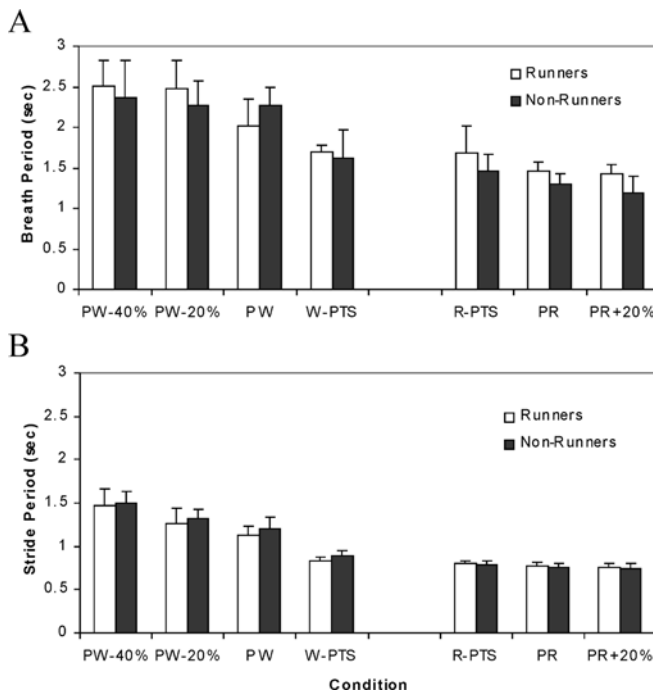 A
3
2.5
2
1.5
1
0.5
0
Breath Period (sec)
Runners
Non-Runners
PW-40% PW-20% PW W-PTS R-PTS PR PR+20%
B
3
2.5
2
1.5
1
0.5
0
Stride Period (sec)
Runners
Non-Runners
PW-40% PW-20% PW W-PTS R-PTS PR PR+20%
Condition